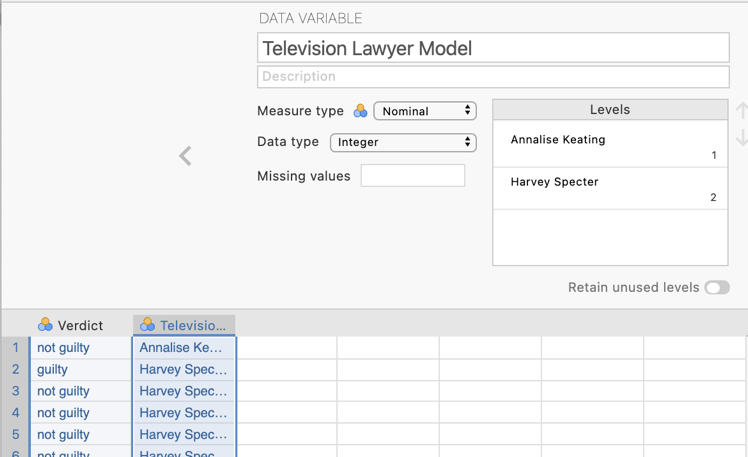 DATA VARIABLE
Television Lawyer Model
Description
Measure type Nominal
Data type Integer
Missing values
Levels
Annalise Keating
1
Harvey Specter
2
Retain unused levels
Verdict Televisio...
1 not guilty Annalise Ke...
2 guilty Harvey Spec...
3 not guilty Harvey Spec...
4 not guilty Harvey Spec...
5 not guilty Harvey Spec...
6 not guilty Harvey Spec...